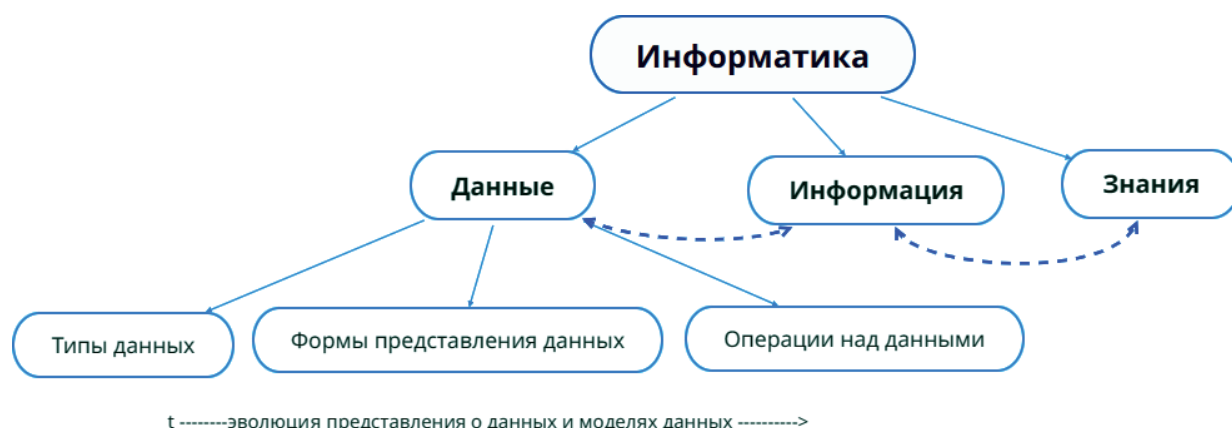 Информатика
Данные
Информация
Знания
Типы данных
Формы представления данных
Операции над данными
t --------эволюция представления о данных и моделях данных ---------->